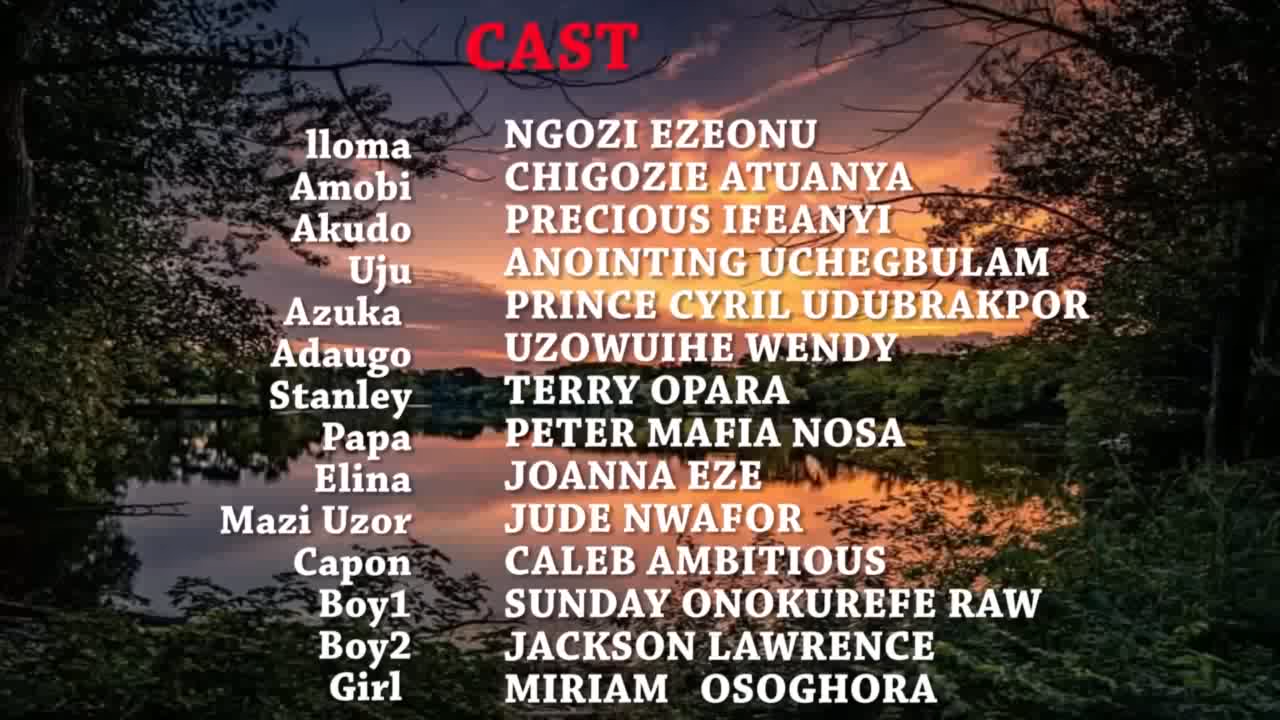 CAST
lloma NGOZI EZEONU
Amobi CHIGOZIE ATUANYA
Akudo PRECIOUS IFEANYI
Uju ANOINTING UCHEGBULAM
Azuka PRINCE CYRIL UDUBRAKPOR
Adaugo UZOWUIHE WENDY
Stanley TERRY OPARA
Papa PETER MAFIA NOSA
Elina JOANNA EZE
Mazi Uzor JUDE NWAFOR
Capon CALEB AMBITIOUS
Boy1 SUNDAY ONOKUREFE RAW
Boy2 JACKSON LAWRENCE
Girl MIRIAM OSOGHORA